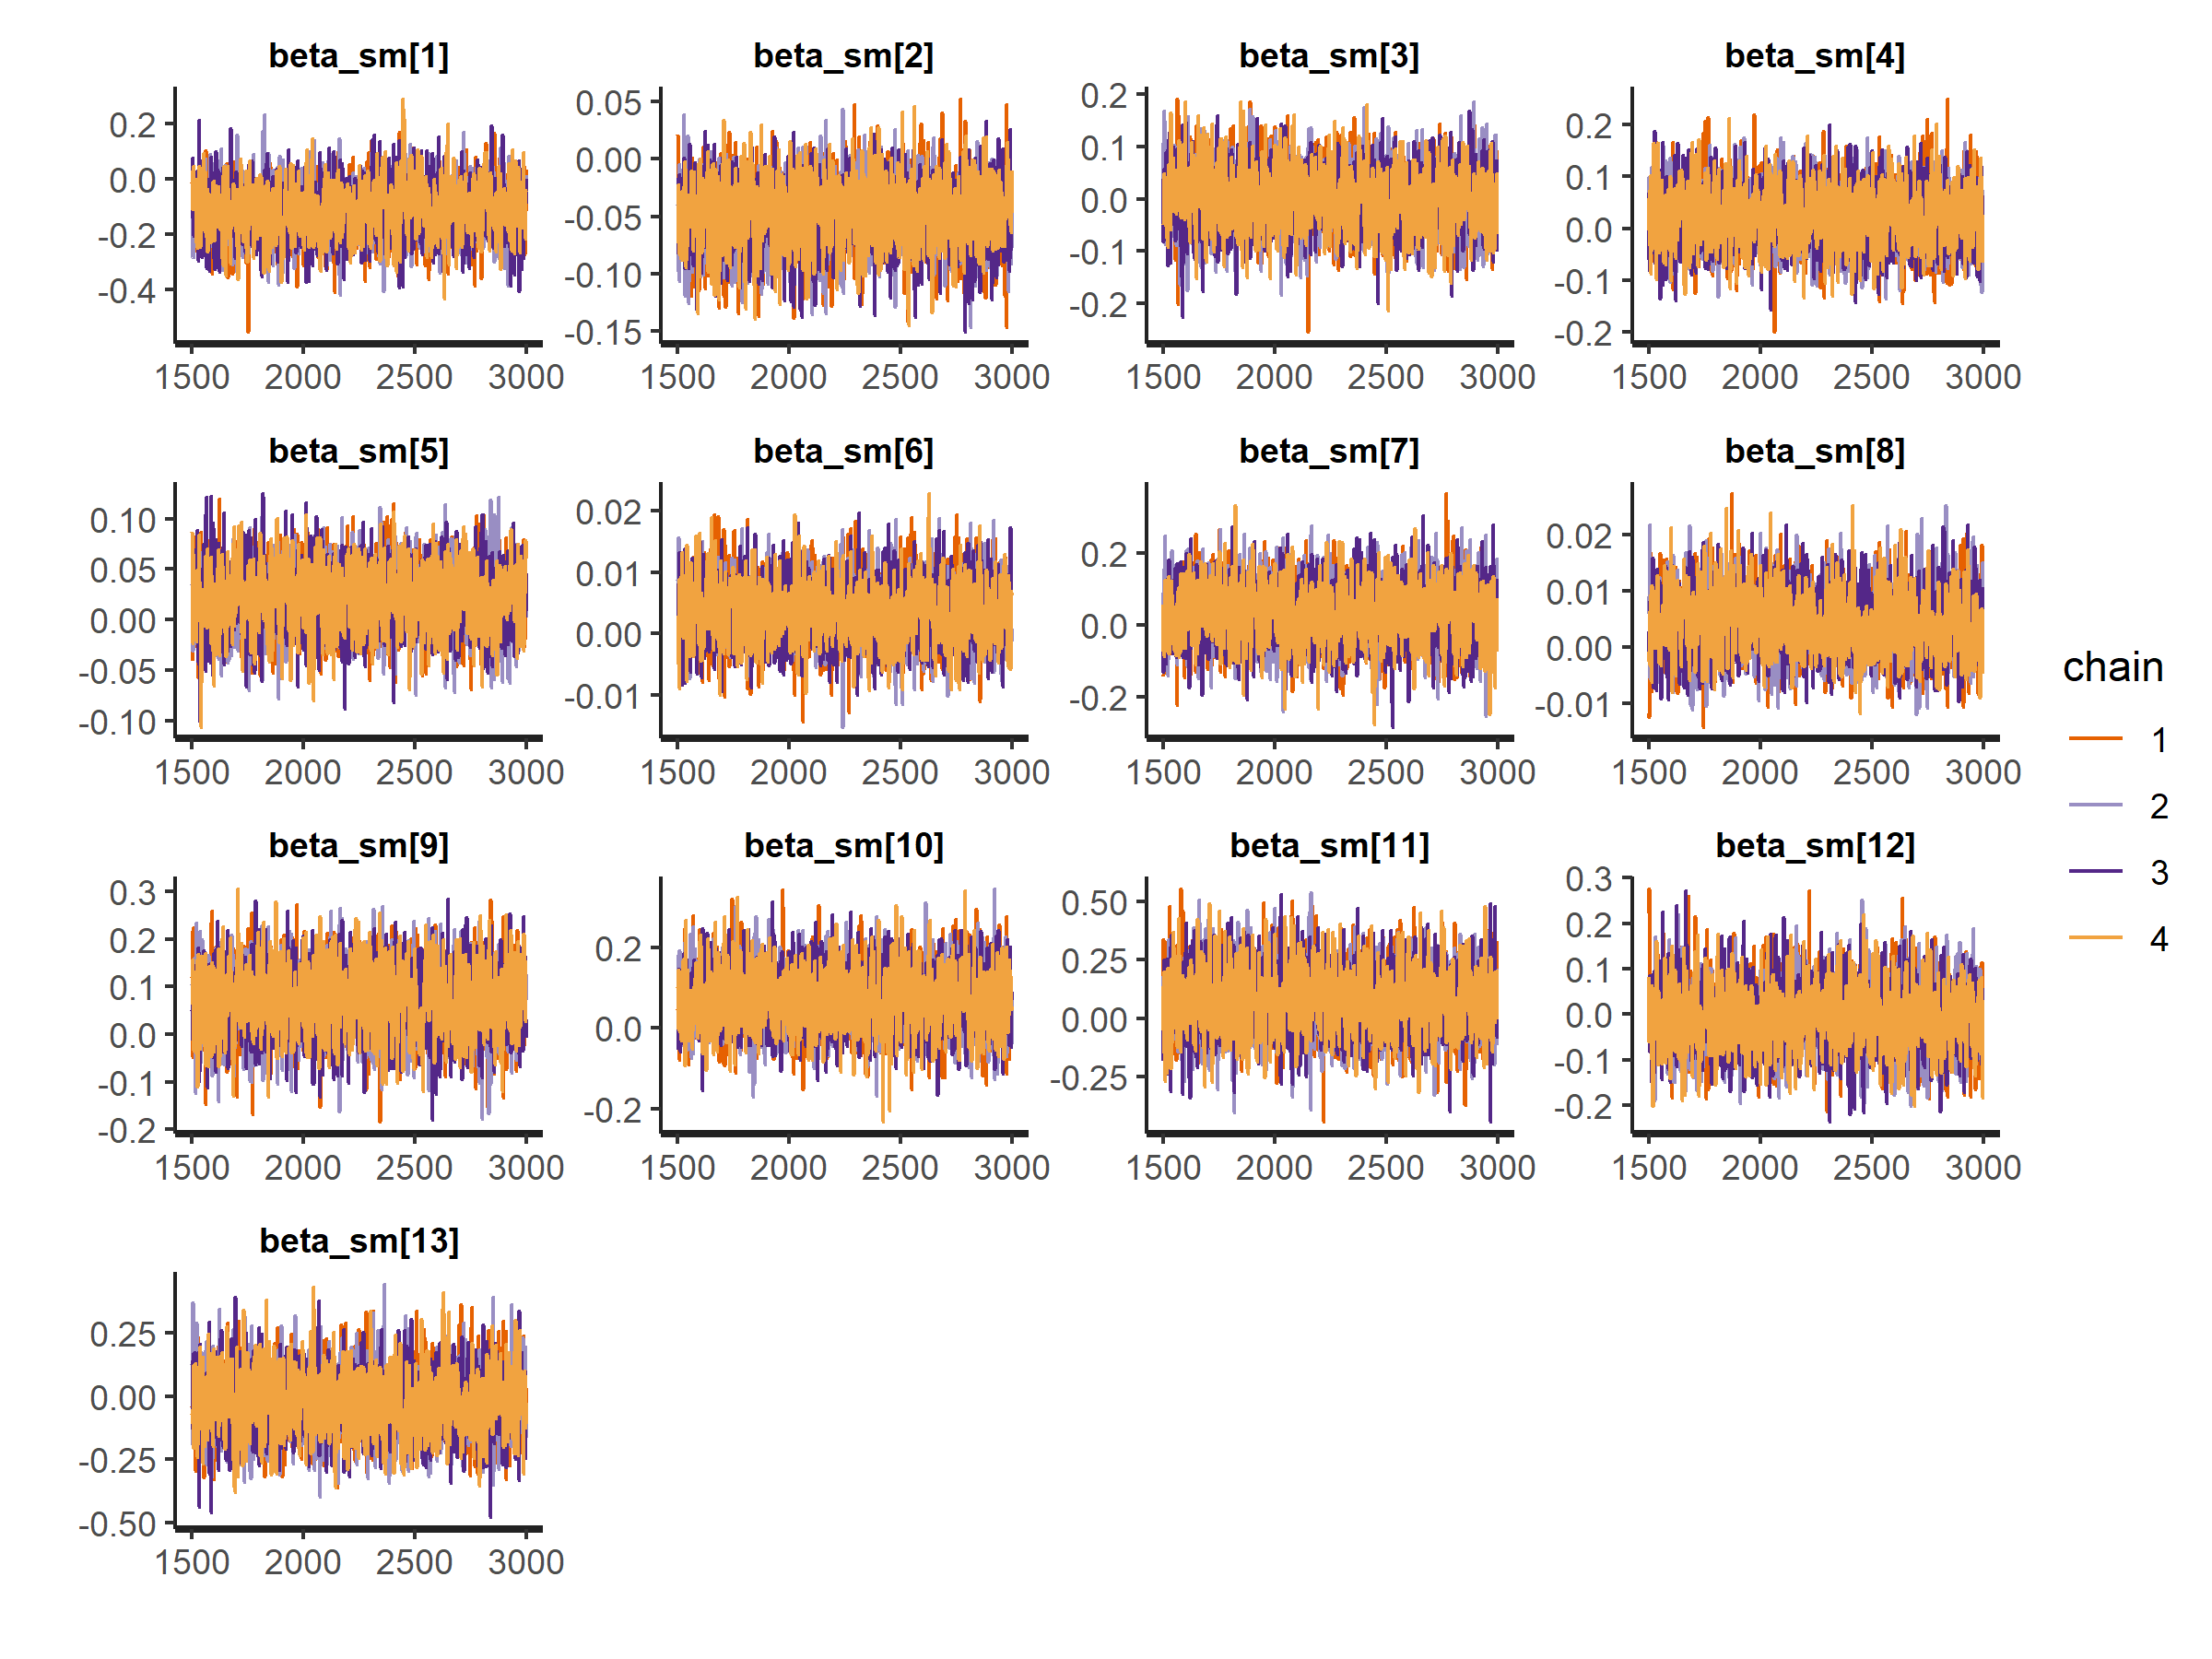 beta_sm[1] beta_sm[2] beta_sm[3] beta_sm[4]
0.2 0.0 -0.2 -0.4
0.05 0.00 -0.05 -0.10 -0.15
0.2 0.1 0.0 -0.1 -0.2
0.2 0.1 0.0 -0.1 -0.2
1500 2000 2500 3000 1500 2000 2500 3000 1500 2000 2500 3000 1500 2000 2500 3000
beta_sm[5] beta_sm[6] beta_sm[7] beta_sm[8]
0.10 0.05 0.00 -0.05 -0.10
0.02 0.01 0.00 -0.01
0.2 0.0 -0.2
0.02 0.01 0.00 -0.01
1500 2000 2500 3000 1500 2000 2500 3000 1500 2000 2500 3000 1500 2000 2500 3000
beta_sm[9] beta_sm[10] beta_sm[11] beta_sm[12]
0.3 0.2 0.1 0.0 -0.1 -0.2
0.2 0.0 -0.2
0.50 0.25 0.00 -0.25
0.3 0.2 0.1 0.0 -0.1 -0.2
1500 2000 2500 3000 1500 2000 2500 3000 1500 2000 2500 3000 1500 2000 2500 3000
beta_sm[13]
0.25 0.00 -0.25 -0.50
1500 2000 2500 3000
chain
1
2
3
4